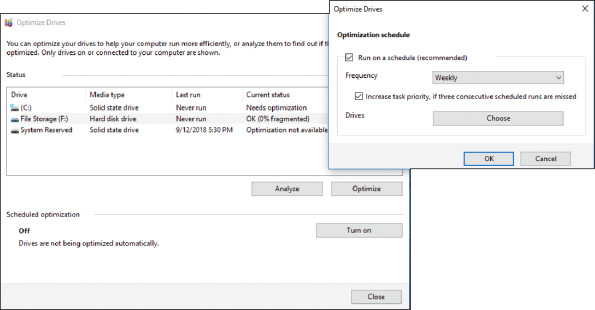 Optimize Drives
You can optimize your drives to help your computer run more efficiently, or analyze them to find out if th
optimized. Only drives on or connected to your computer are shown.
Status
Drive Media type Last run Current status
(C:) Solid state drive Never run Needs optimization
File Storage (F:) Hard disk drive Never run OK (0% fragmented)
System Reserved Solid state drive 9/12/2018 5:30 PM Optimization not available
Analyze Optimize
Scheduled optimization
Off
Turn on
Drives are not being optimized automatically.
Close
Optimize Drives
Optimization schedule
Run on a schedule (recommended)
Frequency Weekly
Increase task priority, if three consecutive scheduled runs are missed
Drives Choose
OK Cancel